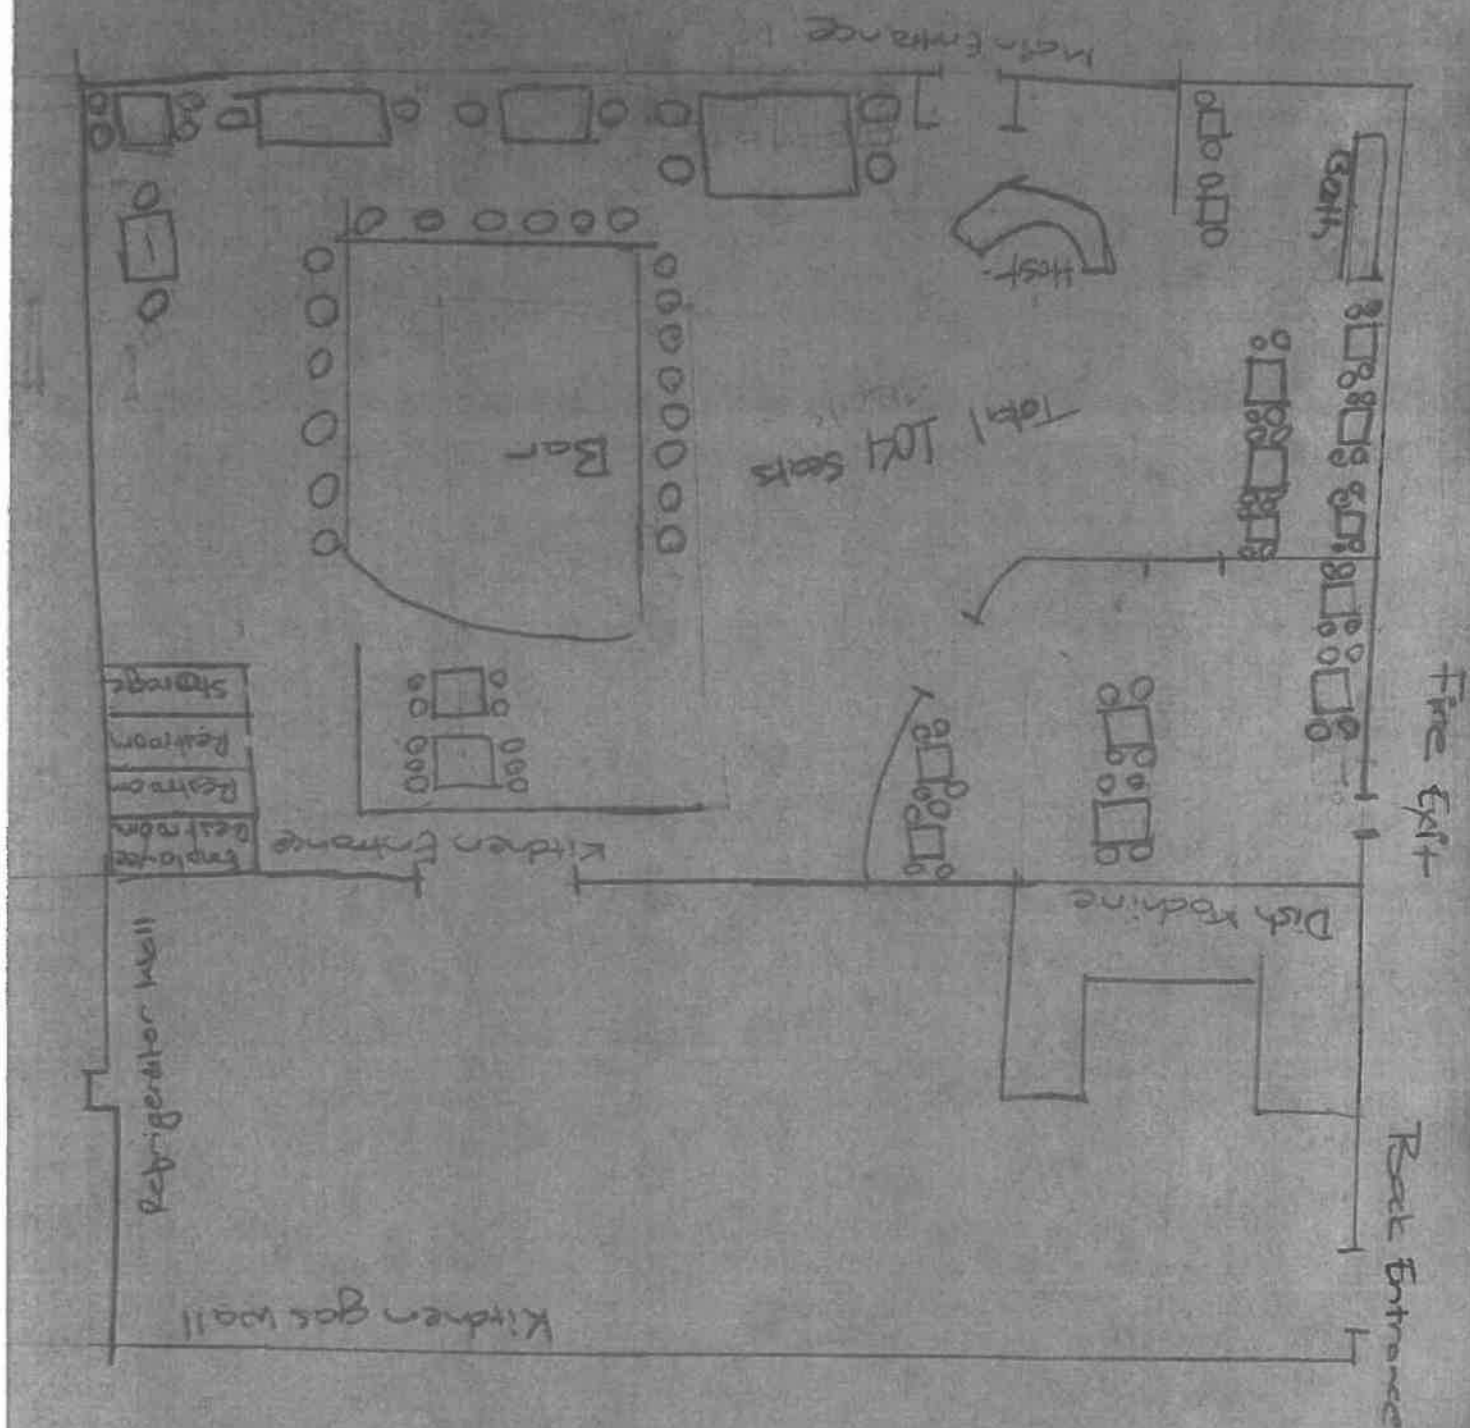 Main Entrance
Host
Total 104 Seats
Bar
Storage
Restroom
Restroom
Employee
Restroom
Kitchen Entrance
Fire Exit
Dish Machine
Refrigerator Wall
Back Entrance
Kitchen gas wall